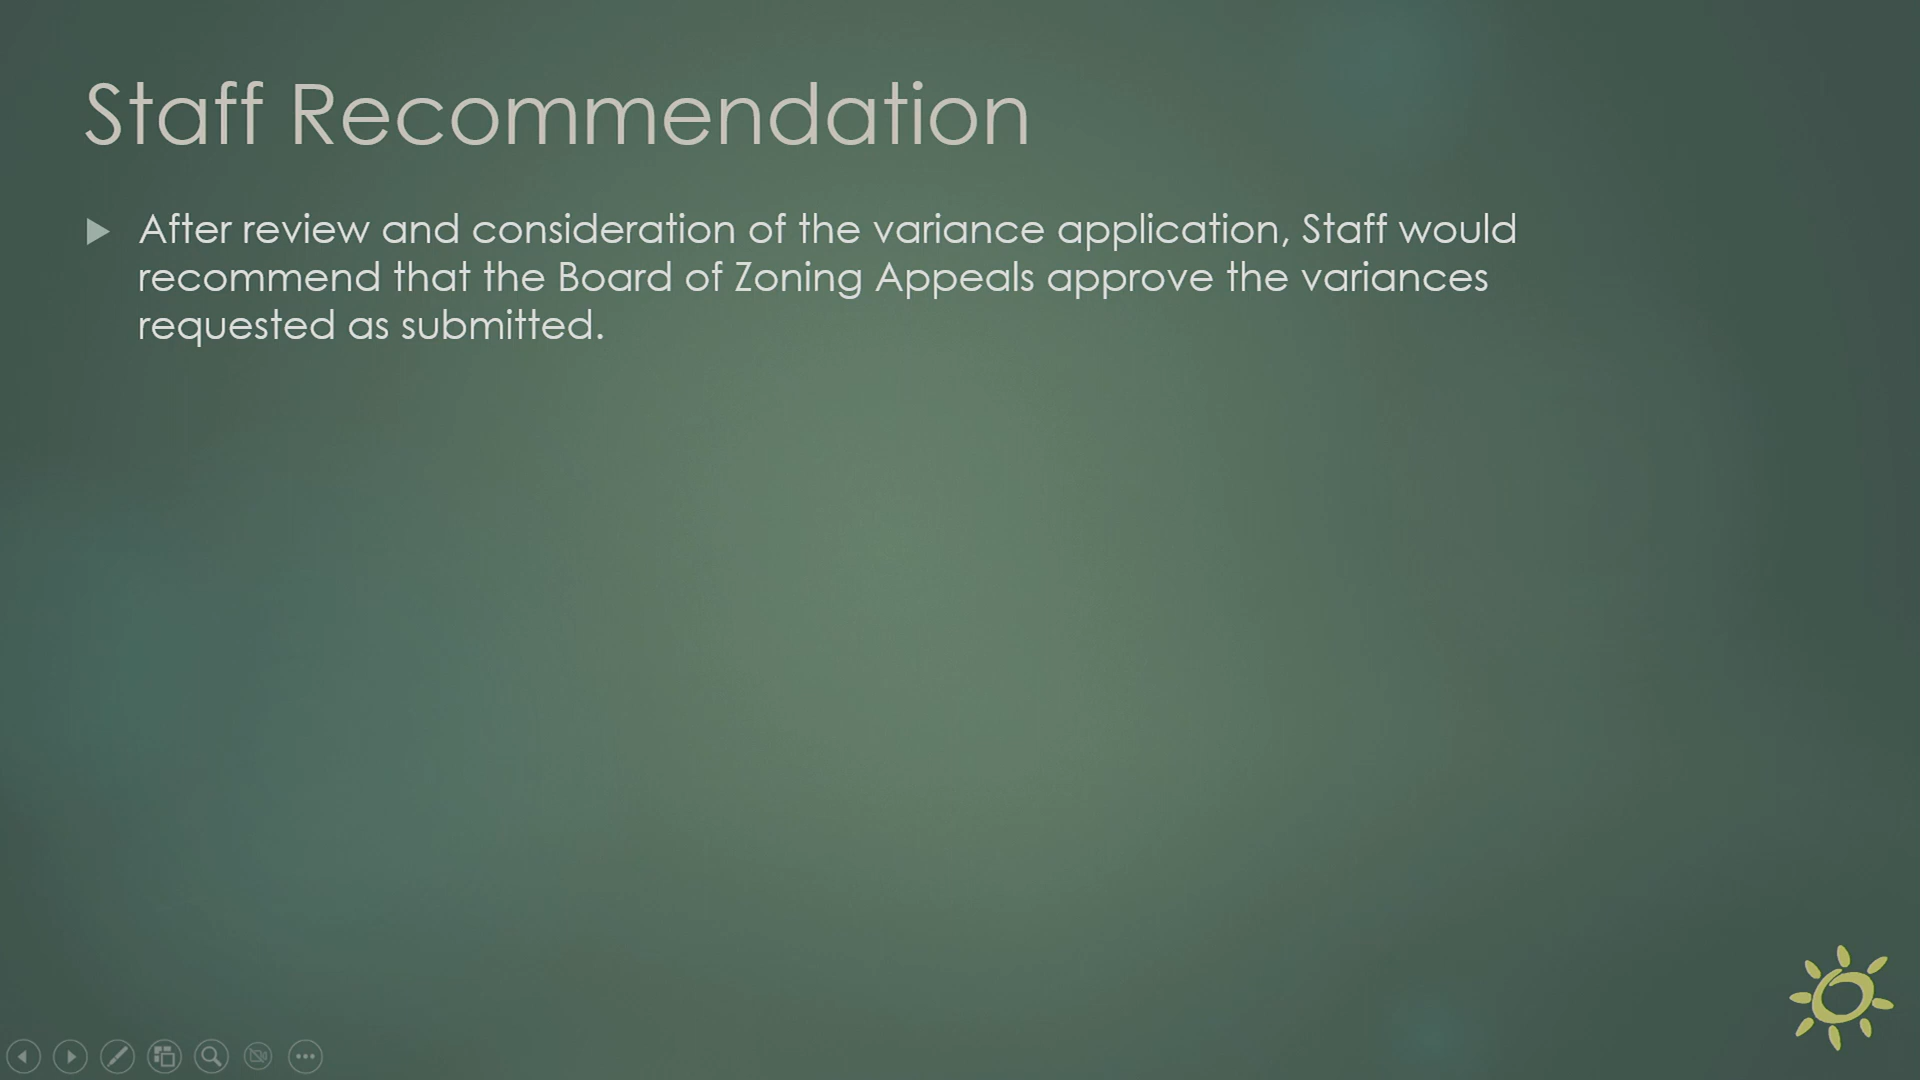 Staff Recommendation
After review and consideration of the variance application, Staff would
recommend that the Board of Zoning Appeals approve the variances
requested as submitted.